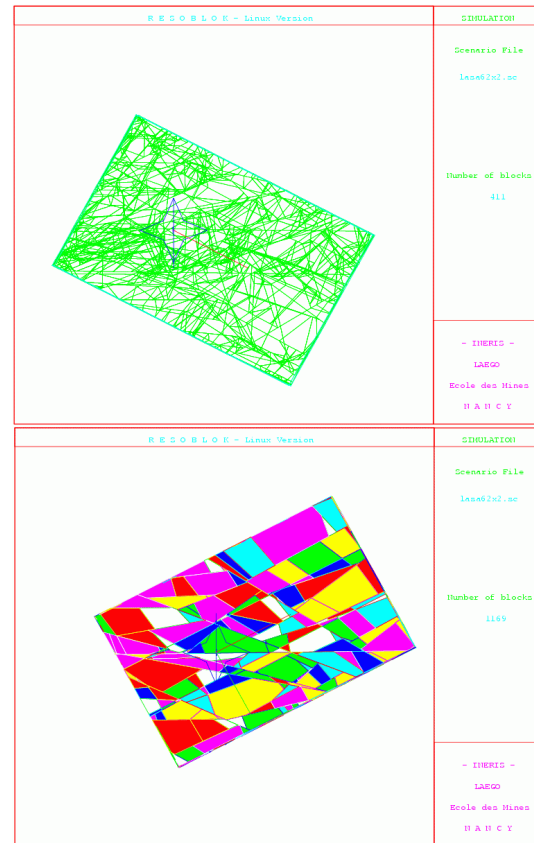 R E S O B L O K - Linux Version
SIMULATION
Scenario File
Number of blocks
411
- INERIS -
LAEGO
Ecole des Mines
N A N C Y
R E S O B L O K - Linux Version
SIMULATION
Scenario File
Number of blocks
- INERIS -
LAEGO
Ecole des Mines
N A N C Y